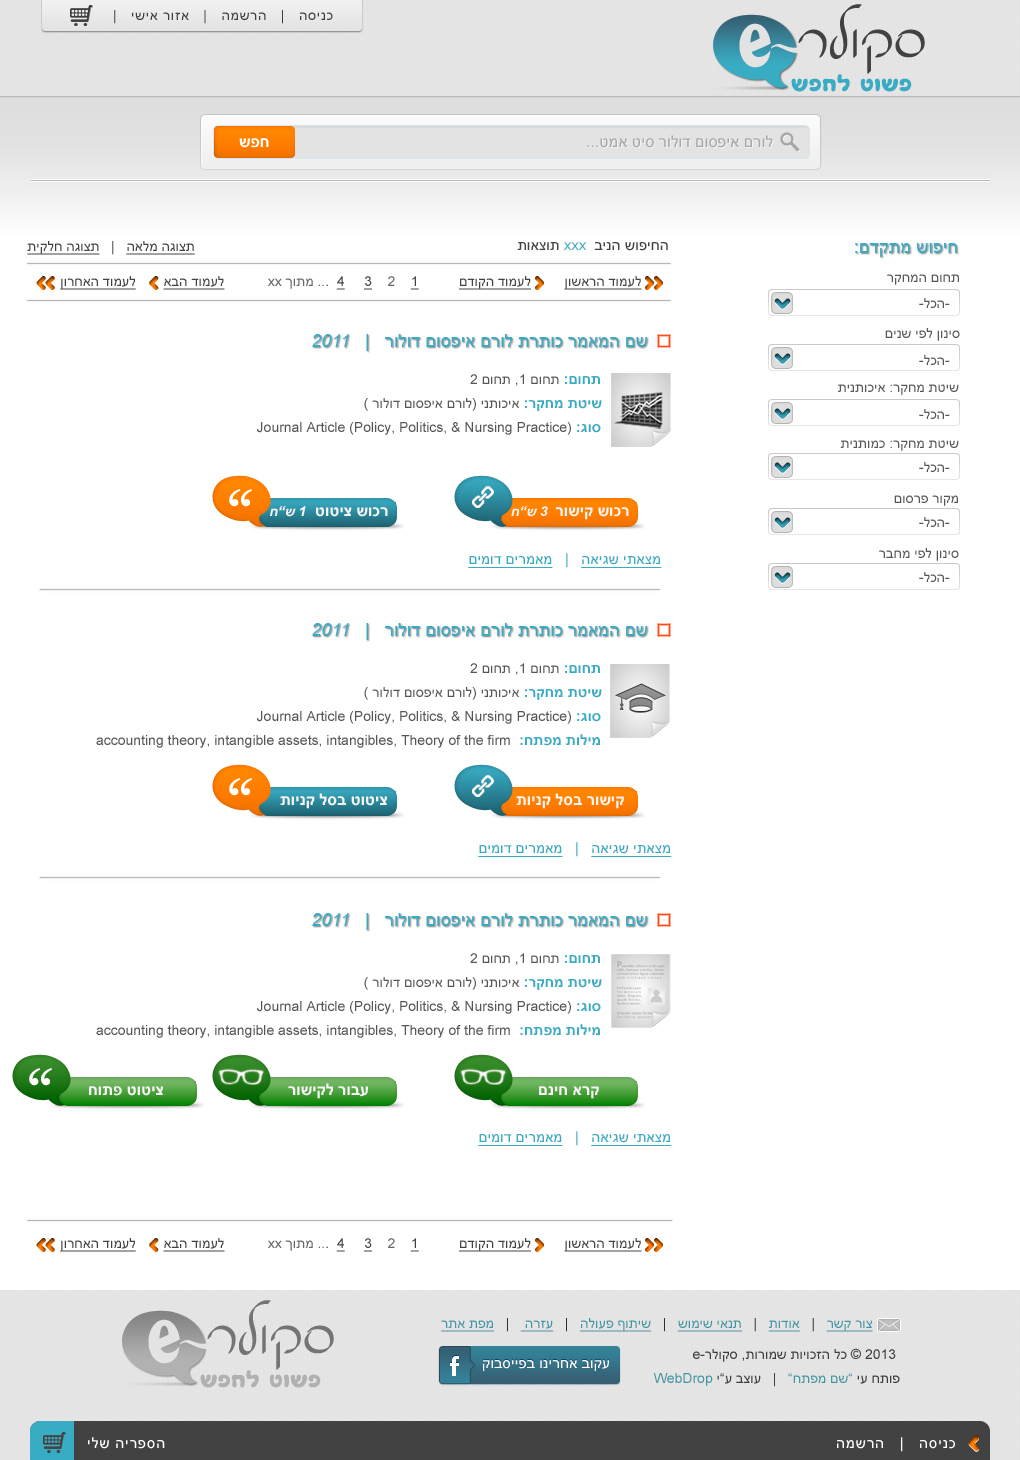 כניסה | הרשמה | אזור אישי |
סקולר-e
פשוט לחפש
לורם איפסום דולור סיט אמט...
חפש
חיפוש מתקדם:
תחום המחקר
-הכל-
סינון לפי שנים
-הכל-
שיטת מחקר: איכותנית
-הכל-
שיטת מחקר: כמותנית
-הכל-
מקור פרסום
-הכל-
סינון לפי מחבר
-הכל-
החיפוש הניב xxx תוצאות
תצוגה מלאה | תצוגה חלקית
לעמוד הראשון לעמוד הקודם 1 2 3 4 ... מתוך xx לעמוד הבא לעמוד האחרון
שם המאמר כותרת לורם איפסום דולור | 2011
תחום: תחום 1, תחום 2
שיטת מחקר: איכותני (לורם איפסום דולור )
סוג: Journal Article (Policy, Politics, & Nursing Practice)
רכוש קישור 3 ש"ח
רכוש ציטוט 1 ש"ח
מצאתי שגיאה | מאמרים דומים
שם המאמר כותרת לורם איפסום דולור | 2011
תחום: תחום 1, תחום 2
שיטת מחקר: איכותני (לורם איפסום דולור )
סוג: Journal Article (Policy, Politics, & Nursing Practice)
מילות מפתח: accounting theory, intangible assets, intangibles, Theory of the firm
קישור בסל קניות
ציטוט בסל קניות
מצאתי שגיאה | מאמרים דומים
שם המאמר כותרת לורם איפסום דולור | 2011
תחום: תחום 1, תחום 2
שיטת מחקר: איכותני (לורם איפסום דולור )
סוג: Journal Article (Policy, Politics, & Nursing Practice)
מילות מפתח: accounting theory, intangible assets, intangibles, Theory of the firm
קרא חינם
עבור לקישור
ציטוט פתוח
מצאתי שגיאה | מאמרים דומים
לעמוד הראשון לעמוד הקודם 1 2 3 4 ... מתוך xx לעמוד הבא לעמוד האחרון
צור קשר | אודות | תנאי שימוש | שיתוף פעולה | עזרה | מפת אתר
2013 © כל הזכויות שמורות, סקולר-e
פותח עי "שם מפתח" | עוצב ע"י WebDrop
עקוב אחרינו בפייסבוק
סקולר-e
פשוט לחפש
כניסה | הרשמה
הספריה שלי